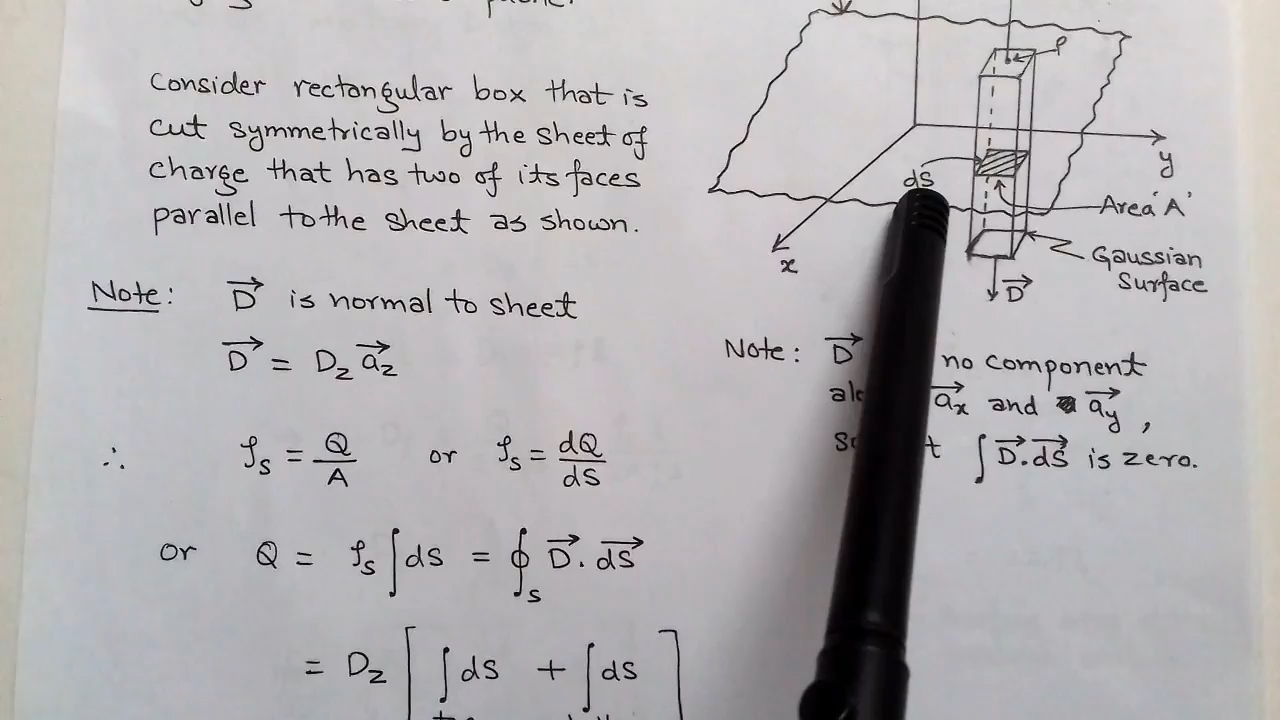 Consider rectangular box that is
cut symmetrically by the sheet of
charge that has two of its faces
parallel to the sheet as shown.
Note: D⃗ is normal to sheet
D⃗ = D_z a⃗_z
∴ ρ_s = Q/A or ρ_s = dQ/dS
or Q = ρ_s ∫ dS = ∮_S D⃗ . dS⃗
= D_z [ ∫ dS + ∫ dS ]
P
y
dS
Area 'A'
x
Gaussian
Surface
D⃗
Note: D⃗ no component
a⃗_x and a⃗_y ,
∫ D⃗ . dS⃗ is zero.